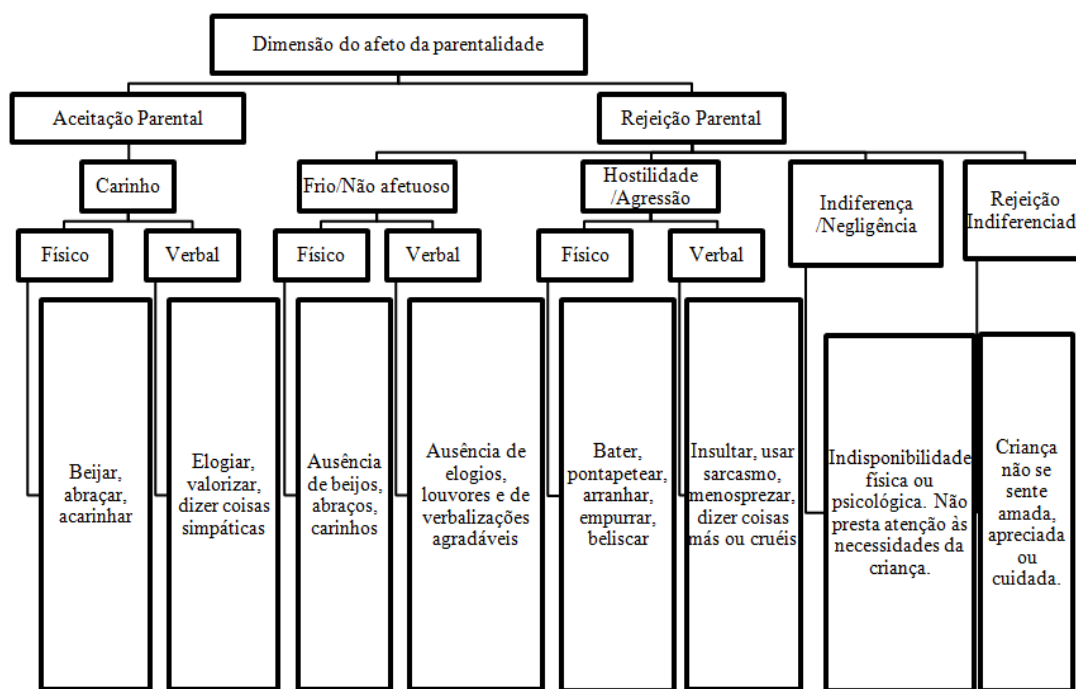 Dimensão do afeto da parentalidade
Aceitação Parental
Rejeição Parental
Carinho
Frio/Não afetuoso
Hostilidade
/Agressão
Indiferença
/Negligência
Rejeição
Indiferenciad
Físico
Verbal
Físico
Verbal
Físico
Verbal
Beijar,
abraçar,
acarinhar
Elogiar,
valorizar,
dizer coisas
simpáticas
Ausência
de beijos,
abraços,
carinhos
Ausência de
elogios,
louvores e de
verbalizações
agradáveis
Bater,
pontapetear,
arranhar,
empurrar,
beliscar
Insultar, usar
sarcasmo,
menosprezar,
dizer coisas
más ou cruéis
Indisponibilidade
física ou
psicológica. Não
presta atenção às
necessidades da
criança.
Criança
não se
sente
amada,
apreciada
ou
cuidada.